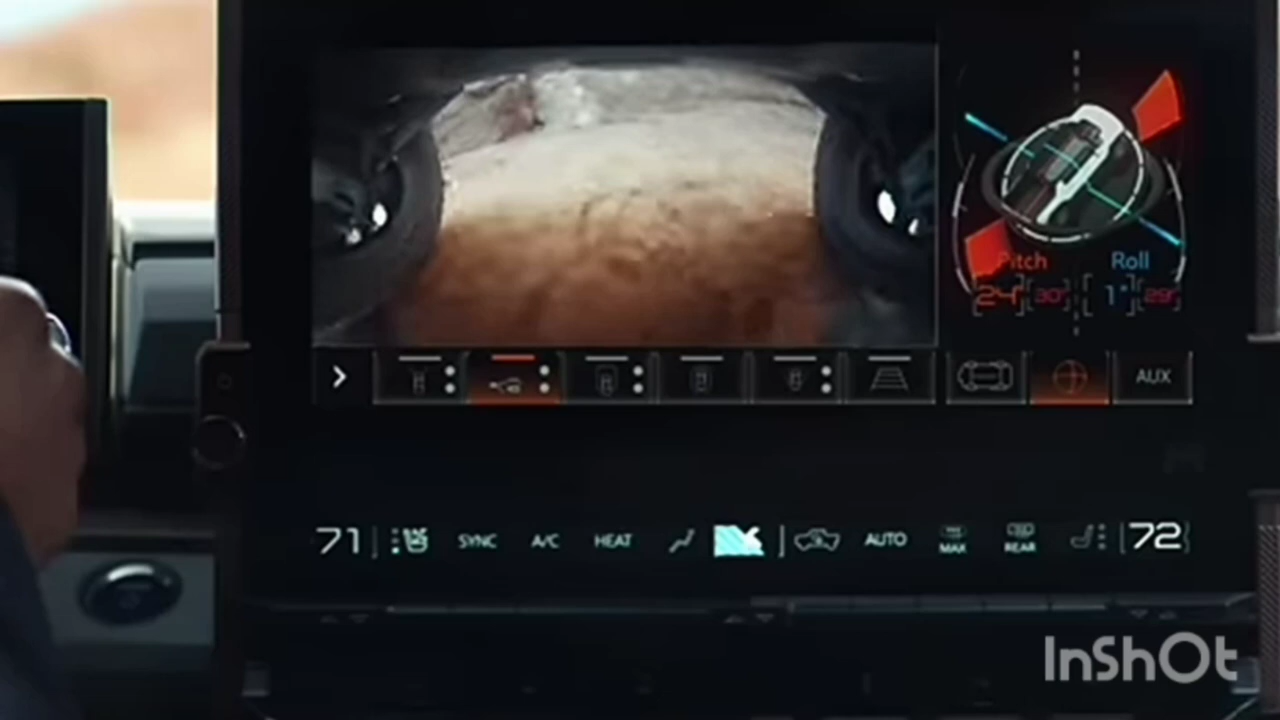 Pitch Roll
24° 30° 1° 29°
AUX
71 SYNC A/C HEAT AUTO MAX REAR 72
InShOt